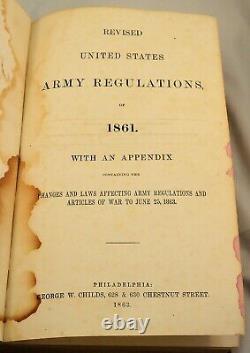 REVISED
UNITED STATES
ARMY REGULATIONS,
OF
1861.
WITH AN APPENDIX
CONTAINING THE
CHANGES AND LAWS AFFECTING ARMY REGULATIONS AND
ARTICLES OF WAR TO JUNE 25, 1863.
PHILADELPHIA:
GEORGE W. CHILDS, 628 & 630 CHESTNUT STREET.
1863.